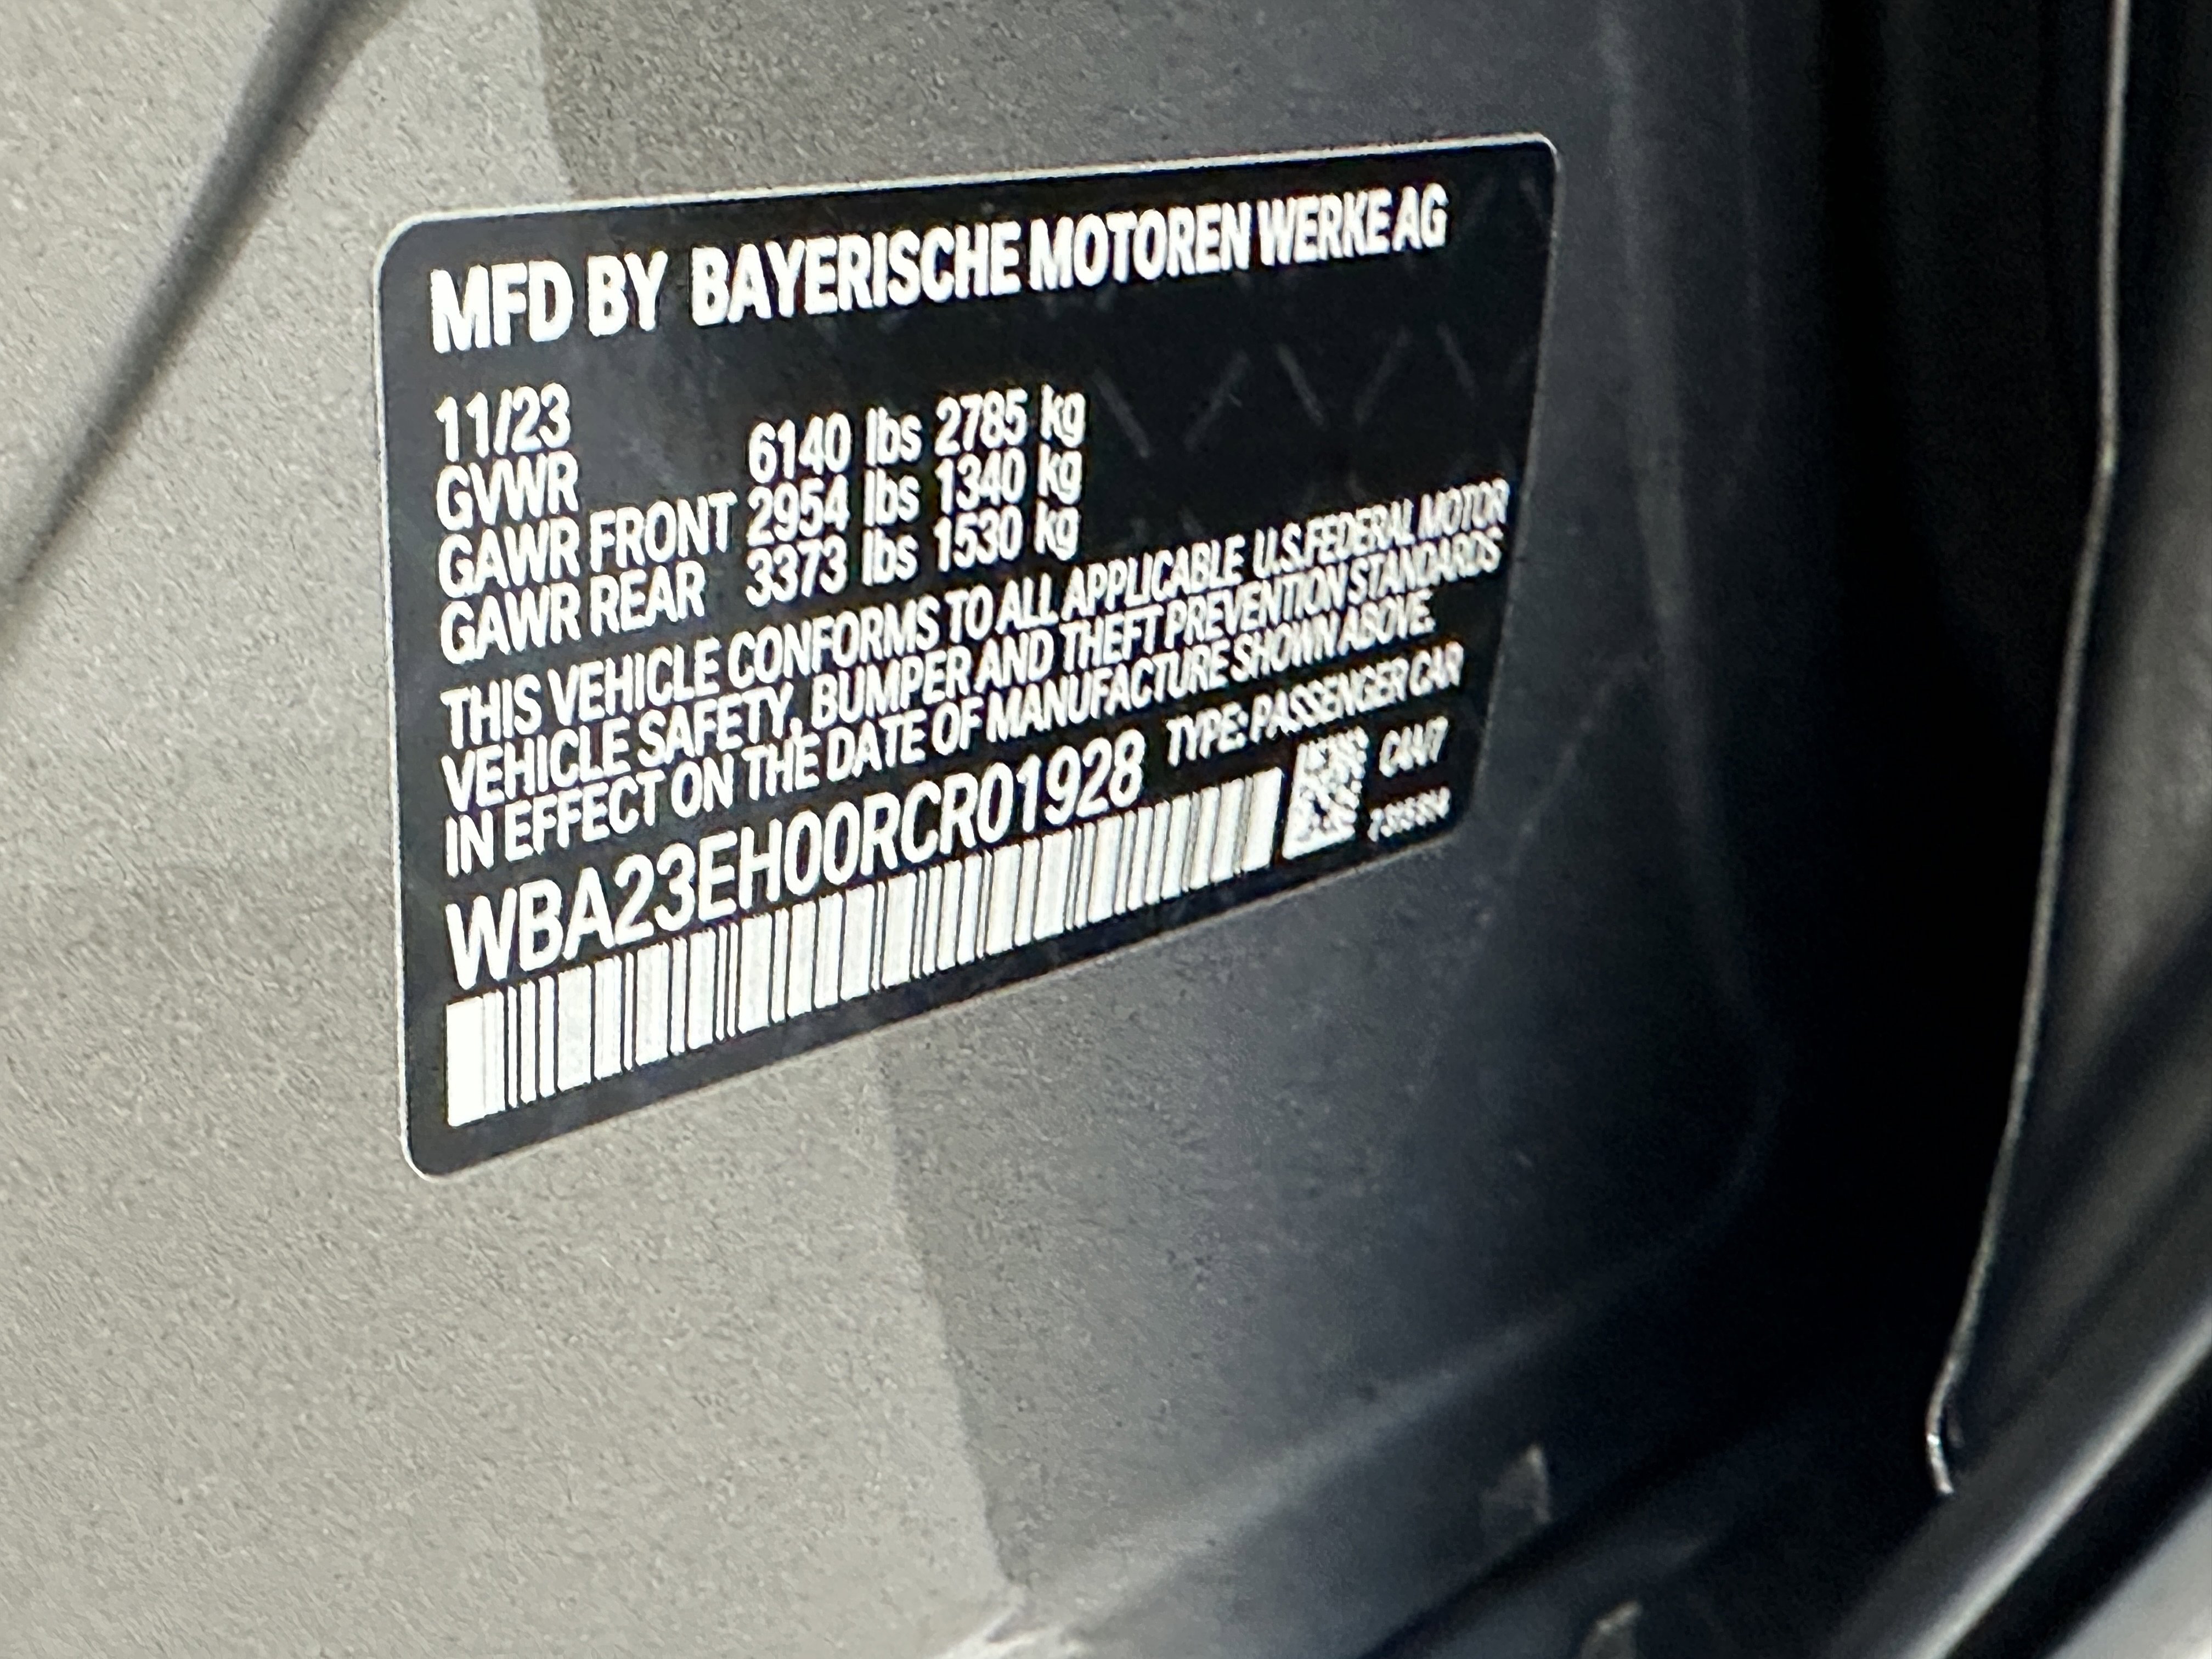 MFD BY BAYERISCHE MOTOREN WERKE AG
11/23
GVWR 6140 lbs 2785 kg
GAWR FRONT 2954 lbs 1340 kg
GAWR REAR 3373 lbs 1530 kg
THIS VEHICLE CONFORMS TO ALL APPLICABLE U.S.FEDERAL MOTOR
VEHICLE SAFETY, BUMPER AND THEFT PREVENTION STANDARDS
IN EFFECT ON THE DATE OF MANUFACTURE SHOWN ABOVE.
WBA23EH00RCR01928 TYPE: PASSENGER CAR